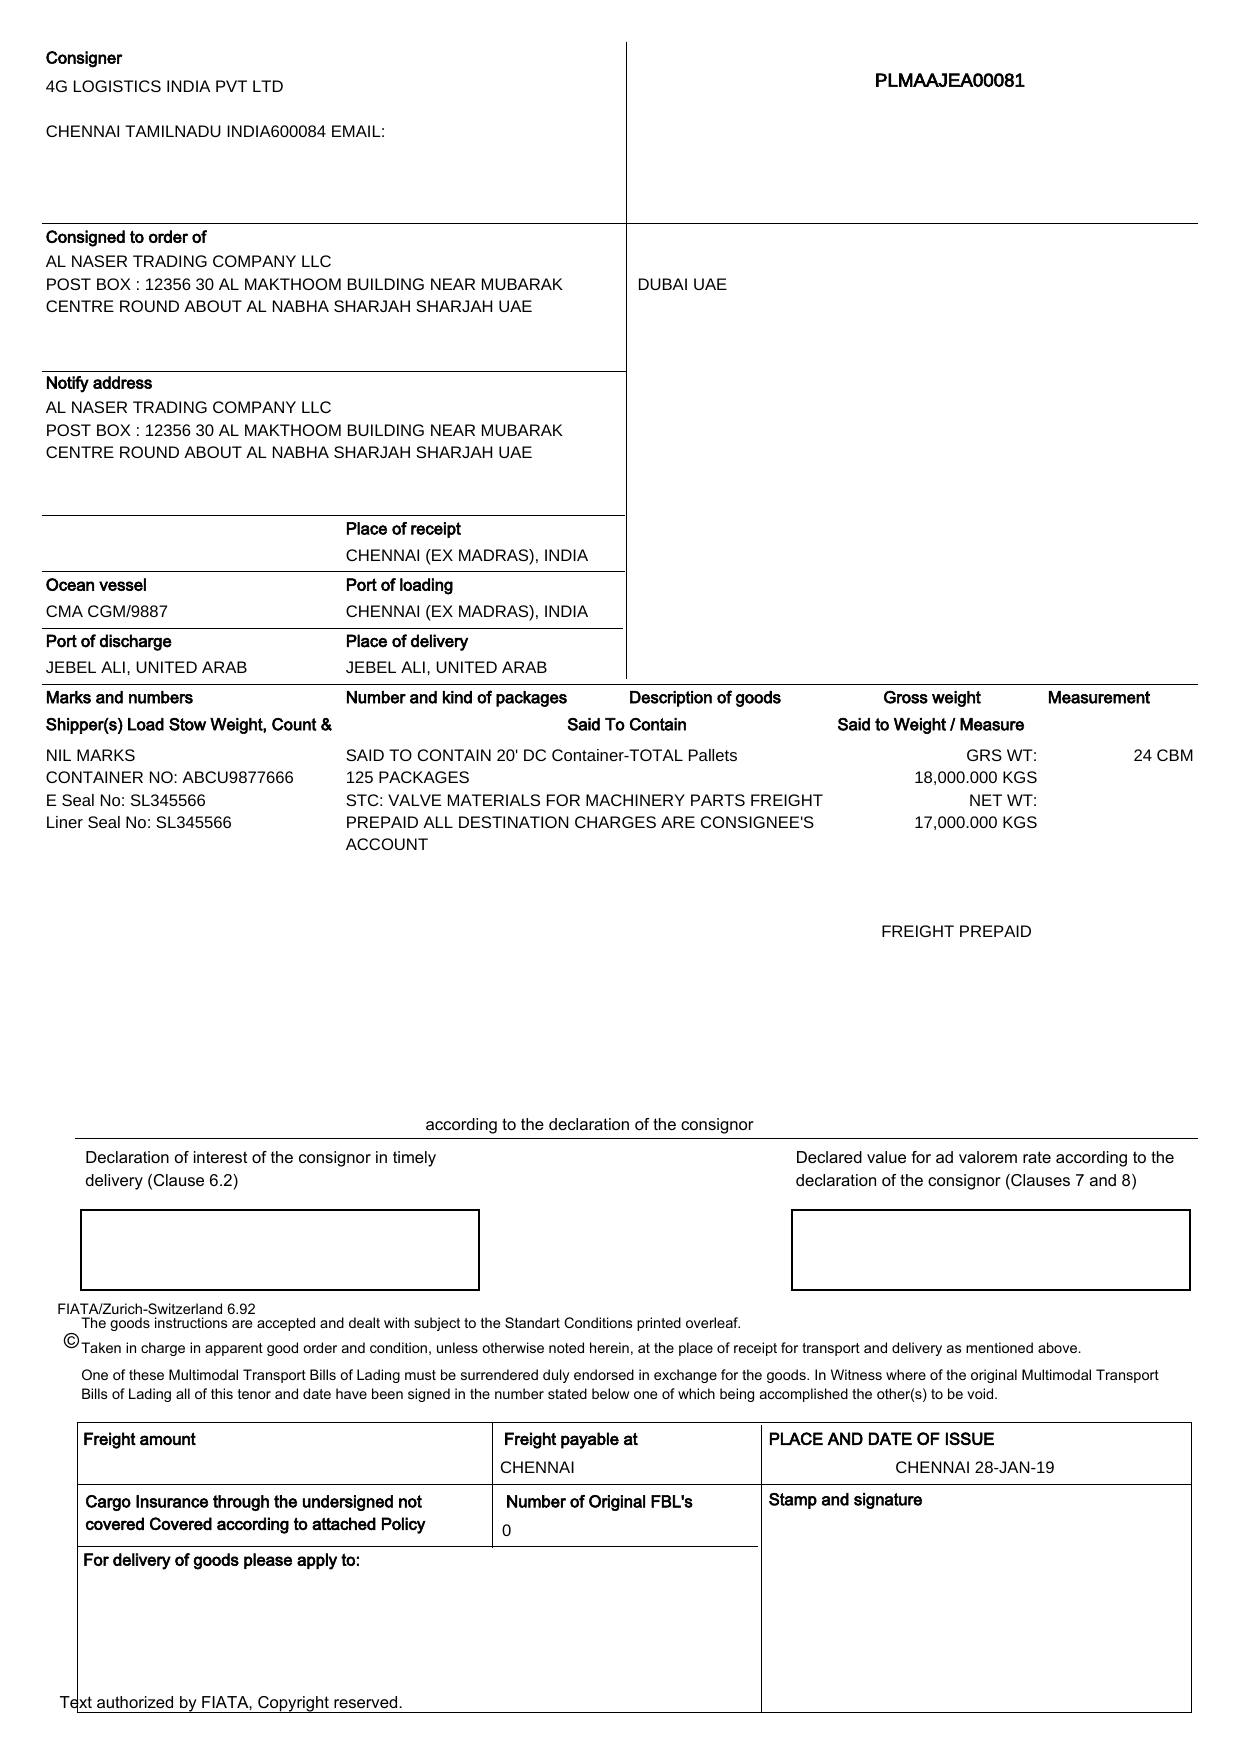 Consigner
4G LOGISTICS INDIA PVT LTD
CHENNAI TAMILNADU INDIA600084 EMAIL:
PLMAAJEA00081
Consigned to order of
AL NASER TRADING COMPANY LLC
POST BOX : 12356 30 AL MAKTHOOM BUILDING NEAR MUBARAK
CENTRE ROUND ABOUT AL NABHA SHARJAH SHARJAH UAE
DUBAI UAE
Notify address
AL NASER TRADING COMPANY LLC
POST BOX : 12356 30 AL MAKTHOOM BUILDING NEAR MUBARAK
CENTRE ROUND ABOUT AL NABHA SHARJAH SHARJAH UAE
Place of receipt
CHENNAI (EX MADRAS), INDIA
Ocean vessel Port of loading
CMA CGM/9887 CHENNAI (EX MADRAS), INDIA
Port of discharge Place of delivery
JEBEL ALI, UNITED ARAB JEBEL ALI, UNITED ARAB
Marks and numbers Number and kind of packages Description of goods Gross weight Measurement
Shipper(s) Load Stow Weight, Count & Said To Contain Said to Weight / Measure
NIL MARKS SAID TO CONTAIN 20' DC Container-TOTAL Pallets GRS WT: 24 CBM
CONTAINER NO: ABCU9877666 125 PACKAGES 18,000.000 KGS
E Seal No: SL345566 STC: VALVE MATERIALS FOR MACHINERY PARTS FREIGHT NET WT:
Liner Seal No: SL345566 PREPAID ALL DESTINATION CHARGES ARE CONSIGNEE'S 17,000.000 KGS
ACCOUNT
FREIGHT PREPAID
according to the declaration of the consignor
Declaration of interest of the consignor in timely Declared value for ad valorem rate according to the
delivery (Clause 6.2) declaration of the consignor (Clauses 7 and 8)
FIATA/Zurich-Switzerland 6.92
The goods instructions are accepted and dealt with subject to the Standart Conditions printed overleaf.
© Taken in charge in apparent good order and condition, unless otherwise noted herein, at the place of receipt for transport and delivery as mentioned above.
One of these Multimodal Transport Bills of Lading must be surrendered duly endorsed in exchange for the goods. In Witness where of the original Multimodal Transport
Bills of Lading all of this tenor and date have been signed in the number stated below one of which being accomplished the other(s) to be void.
Freight amount Freight payable at PLACE AND DATE OF ISSUE
CHENNAI CHENNAI 28-JAN-19
Cargo Insurance through the undersigned not Number of Original FBL's Stamp and signature
covered Covered according to attached Policy
0
For delivery of goods please apply to:
Text authorized by FIATA, Copyright reserved.